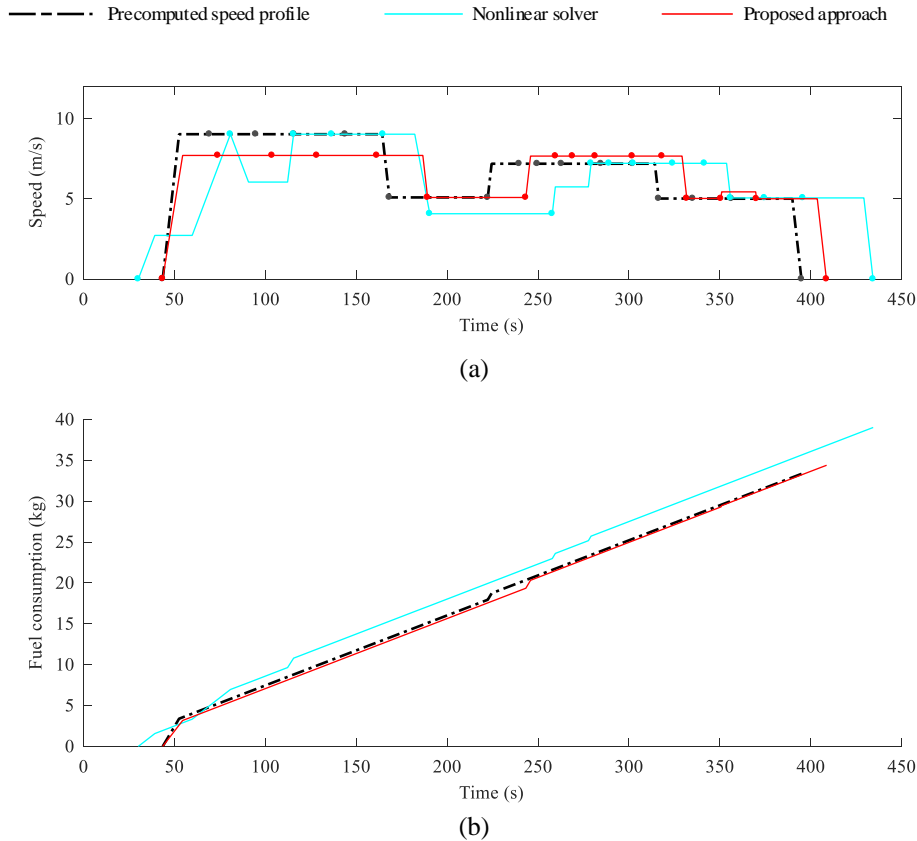 Precomputed speed profile Nonlinear solver Proposed approach
10
5
0
Speed (m/s)
0 50 100 150 200 250 300 350 400 450
Time (s)
(a)
40
35
30
25
20
15
10
5
0
Fuel consumption (kg)
0 50 100 150 200 250 300 350 400 450
Time (s)
(b)